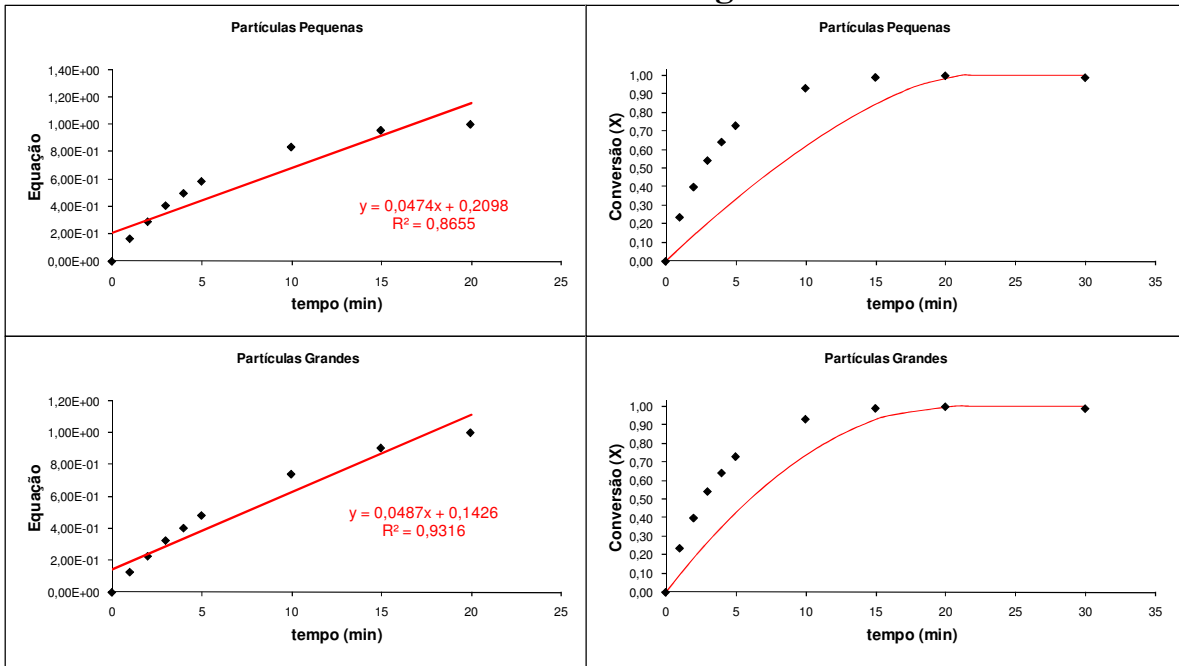 g
Partículas Pequenas
Equação
1,40E+00
1,20E+00
1,00E+00
8,00E-01
6,00E-01
4,00E-01
2,00E-01
0,00E+00
y = 0,0474x + 0,2098
R² = 0,8655
0 5 10 15 20 25
tempo (min)
Partículas Pequenas
Conversão (X)
1,00
0,90
0,80
0,70
0,60
0,50
0,40
0,30
0,20
0,10
0,00
0 5 10 15 20 25 30 35
tempo (min)
Partículas Grandes
Equação
1,20E+00
1,00E+00
8,00E-01
6,00E-01
4,00E-01
2,00E-01
0,00E+00
y = 0,0487x + 0,1426
R² = 0,9316
0 5 10 15 20 25
tempo (min)
Partículas Grandes
Conversão (X)
1,00
0,90
0,80
0,70
0,60
0,50
0,40
0,30
0,20
0,10
0,00
0 5 10 15 20 25 30 35
tempo (min)